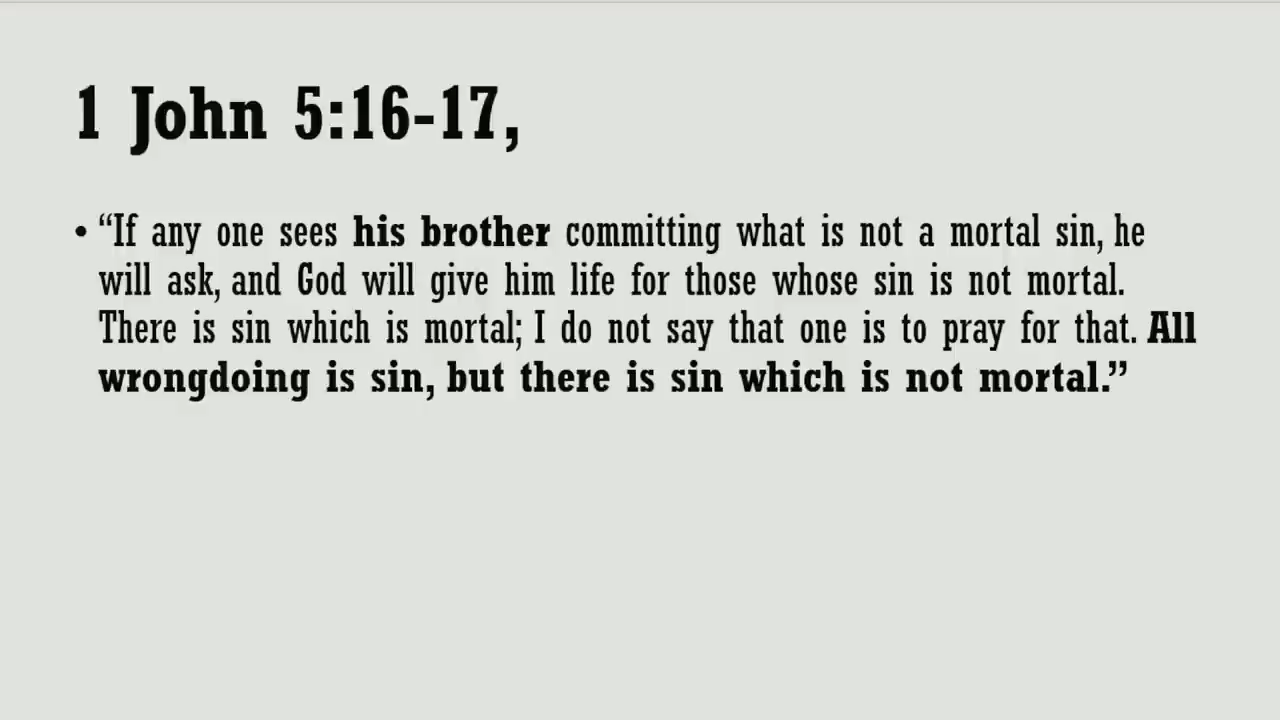 1 John 5:16-17,
• “If any one sees his brother committing what is not a mortal sin, he
will ask, and God will give him life for those whose sin is not mortal.
There is sin which is mortal; I do not say that one is to pray for that. All
wrongdoing is sin, but there is sin which is not mortal.”